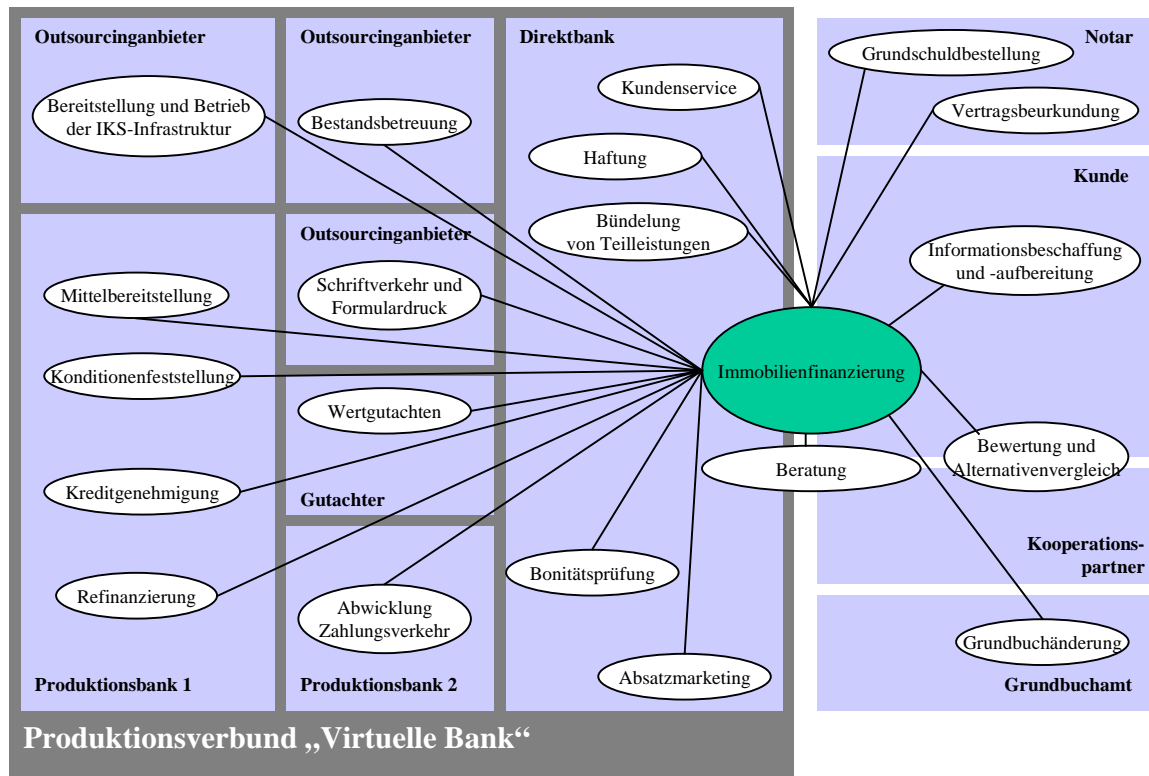 Outsourcinganbieter
Bereitstellung und Betrieb
der IKS-Infrastruktur
Outsourcinganbieter
Bestandsbetreuung
Direktbank
Kundenservice
Haftung
Bündelung
von Teilleistungen
Notar
Grundschuldbestellung
Vertragsbeurkundung
Kunde
Informationsbeschaffung
und -aufbereitung
Outsourcinganbieter
Schriftverkehr und
Formulardruck
Mittelbereitstellung
Konditionenfeststellung
Kreditgenehmigung
Refinanzierung
Produktionsbank 1
Wertgutachten
Gutachter
Abwicklung
Zahlungsverkehr
Produktionsbank 2
Immobilienfinanzierung
Beratung
Bewertung und
Alternativenvergleich
Bonitätsprüfung
Absatzmarketing
Kooperations-
partner
Grundbuchänderung
Grundbuchamt
Produktionsverbund „Virtuelle Bank“